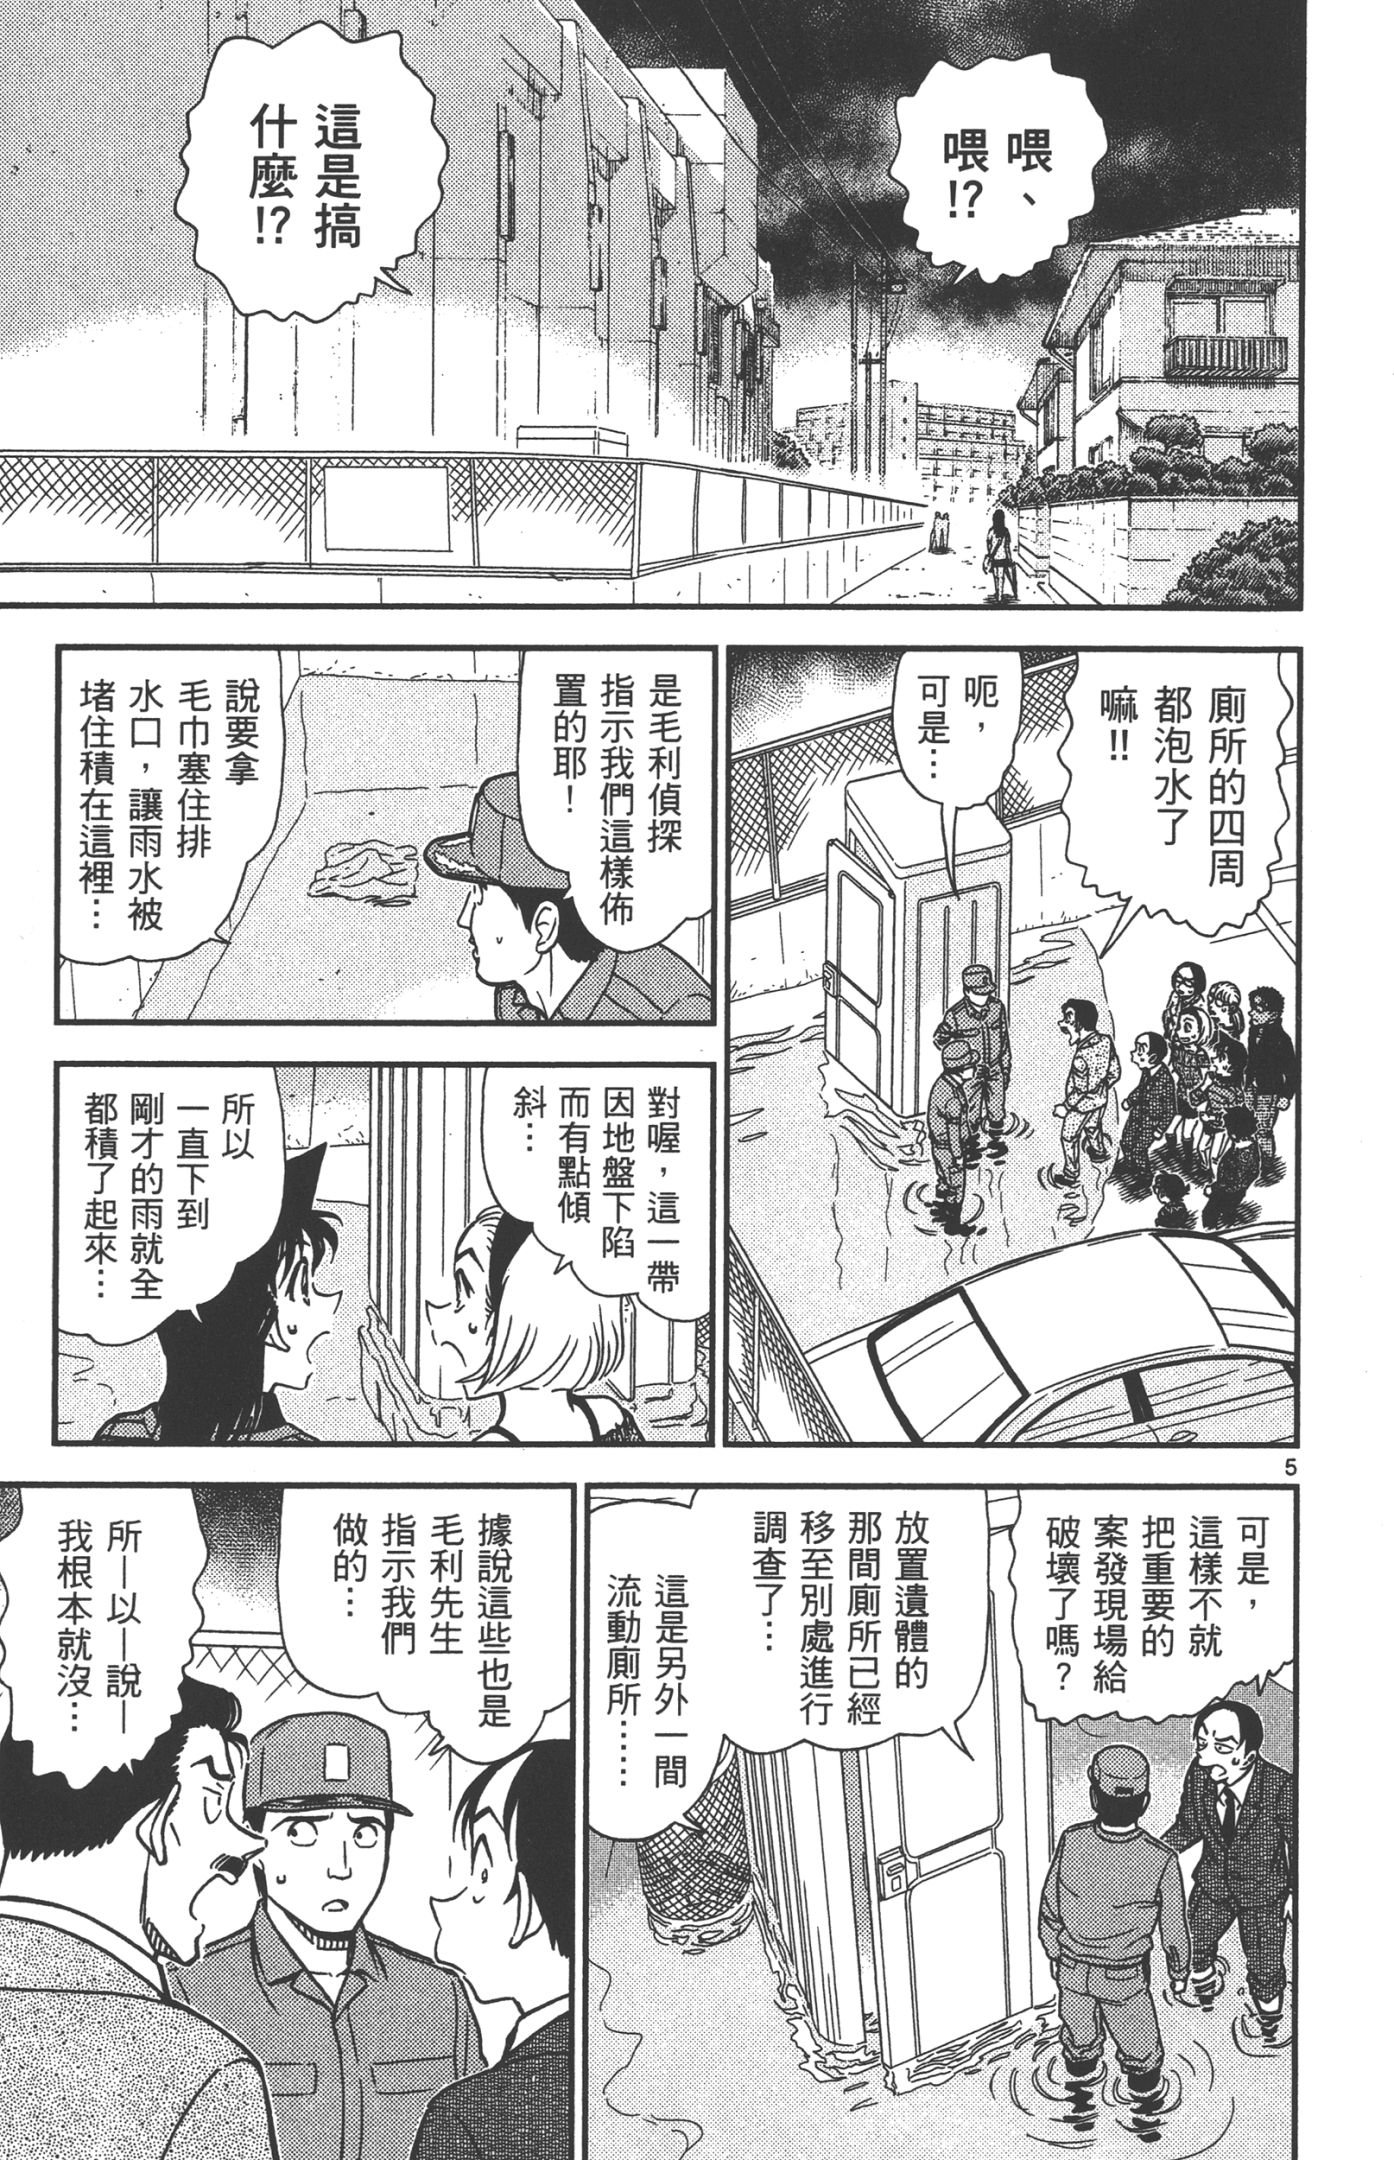 喂、
喂!?
這是搞
什麼!?
廁所的四周
都泡水了
嘛!!
呃，
可是…
是毛利偵探
指示我們這樣佈
置的耶！
說要拿
毛巾塞住排
水口，讓雨水被
堵住積在這裡…
對喔，這一帶
因地盤下陷
而有點傾
斜…
所以
一直下到
剛才的雨就全
都積了起來…
5
可是，
這樣不就
把重要的
案發現場給
破壞了嗎？
放置遺體的
那間廁所已經
移至別處進行
調查了…
這是另外一間
流動廁所……
據說這些也是
毛利先生
指示我們
做的…
所—以—說—
我根本就沒…